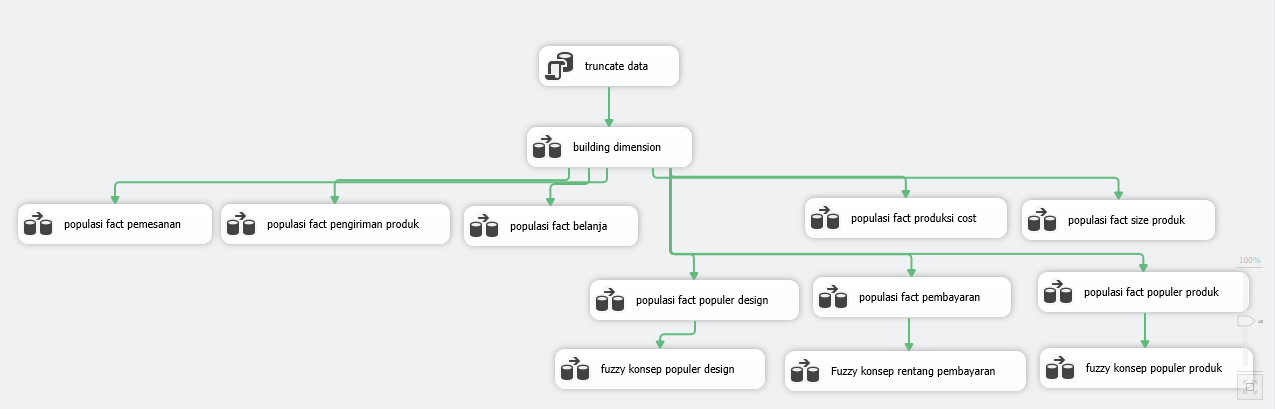 truncate data
building dimension
populasi fact pemesanan
populasi fact pengiriman produk
populasi fact belanja
populasi fact produksi cost
populasi fact size produk
100%
populasi fact populer design
populasi fact pembayaran
populasi fact populer produk
fuzzy konsep populer design
Fuzzy konsep rentang pembayaran
fuzzy konsep populer produk